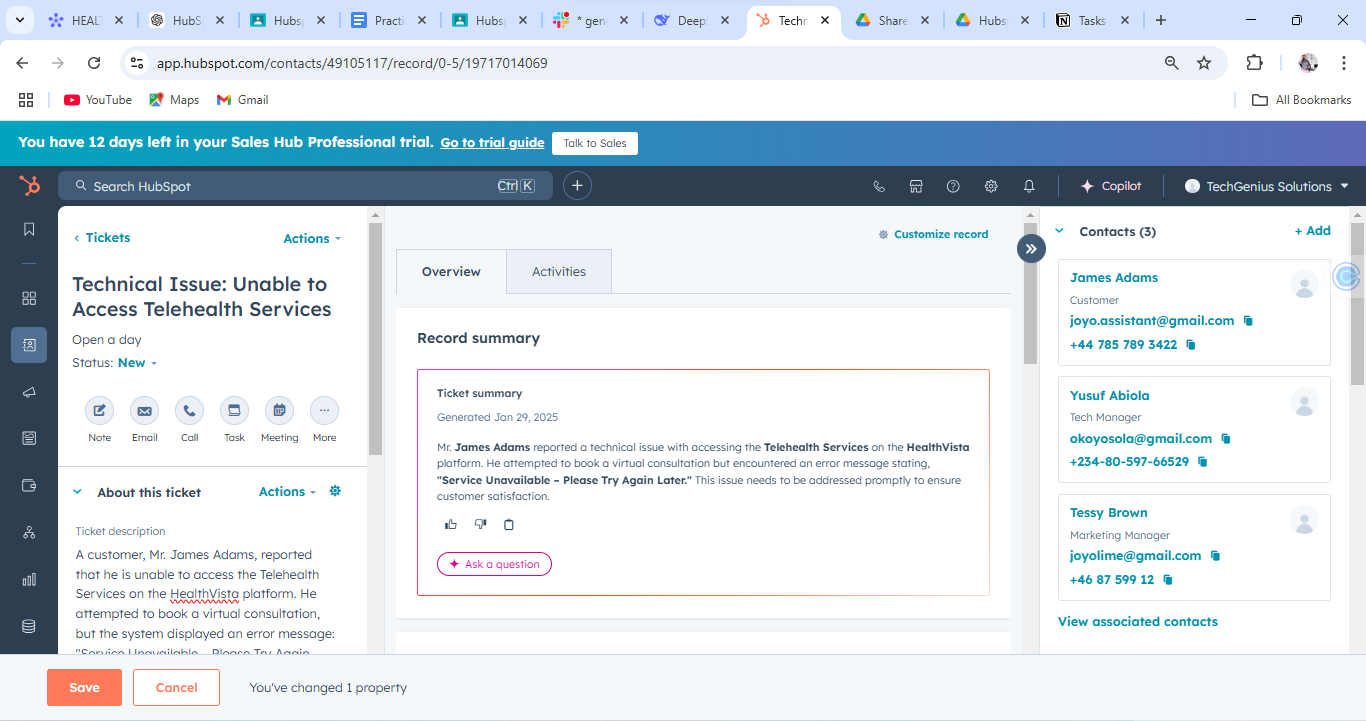 HEAL
HubS
Hubs
Practi
Hubsp
* gen
Deep
Techn
Share
Hubs
Tasks
app.hubspot.com/contacts/49105117/record/0-5/19717014069
YouTube
Maps
Gmail
All Bookmarks
You have 12 days left in your Sales Hub Professional trial. Go to trial guide
Talk to Sales
Search HubSpot
Ctrl K
Copilot
TechGenius Solutions
Tickets
Actions
Technical Issue: Unable to
Access Telehealth Services
Open a day
Status: New
Note
Email
Call
Task
Meeting
More
About this ticket
Actions
Ticket description
A customer, Mr. James Adams, reported
that he is unable to access the Telehealth
Services on the HealthVista platform. He
attempted to book a virtual consultation,
but the system displayed an error message:
"Service Unavailable – Please Try Again
Customize record
Overview
Activities
Record summary
Ticket summary
Generated Jan 29, 2025
Mr. James Adams reported a technical issue with accessing the Telehealth Services on the HealthVista
platform. He attempted to book a virtual consultation but encountered an error message stating,
"Service Unavailable – Please Try Again Later." This issue needs to be addressed promptly to ensure
customer satisfaction.
Ask a question
Contacts (3)
+ Add
James Adams
Customer
joyo.assistant@gmail.com
+44 785 789 3422
Yusuf Abiola
Tech Manager
okoyosola@gmail.com
+234-80-597-66529
Tessy Brown
Marketing Manager
joyolime@gmail.com
+46 87 599 12
View associated contacts
Save
Cancel
You've changed 1 property